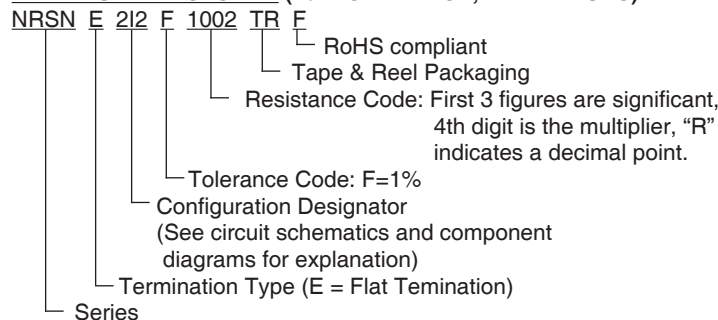 NRSN E 2I2 F 1002 TR F
RoHS compliant
Tape & Reel Packaging
Resistance Code: First 3 figures are significant,
4th digit is the multiplier, “R”
indicates a decimal point.
Tolerance Code: F=1%
Configuration Designator
(See circuit schematics and component
diagrams for explanation)
Termination Type (E = Flat Temination)
Series